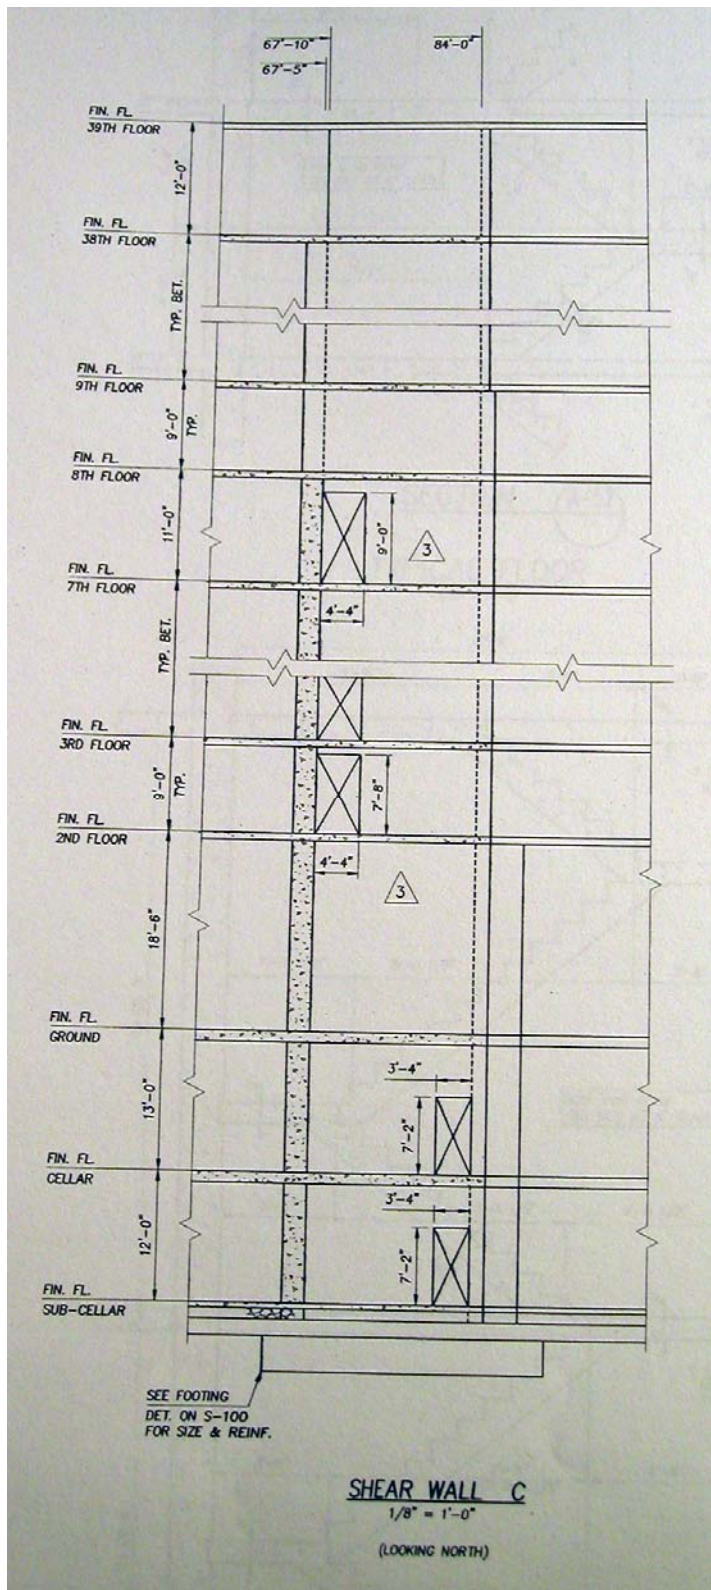 67'-10"
84'-0"
67'-5"
FIN. FL.
39TH FLOOR
12'-0"
FIN. FL.
38TH FLOOR
TYP. BET.
FIN. FL.
9TH FLOOR
9'-0"
TYP.
FIN. FL.
8TH FLOOR
11'-0"
9'-0"
3
FIN. FL.
7TH FLOOR
4'-4"
TYP. BET.
FIN. FL.
3RD FLOOR
9'-0"
TYP.
7'-8"
FIN. FL.
2ND FLOOR
4'-4"
3
18'-6"
FIN. FL.
GROUND
3'-4"
13'-0"
7'-2"
FIN. FL.
CELLAR
3'-4"
12'-0"
7'-2"
FIN. FL.
SUB-CELLAR
SEE FOOTING
DET. ON S-100
FOR SIZE & REINF.
SHEAR WALL C
1/8" = 1'-0"
(LOOKING NORTH)